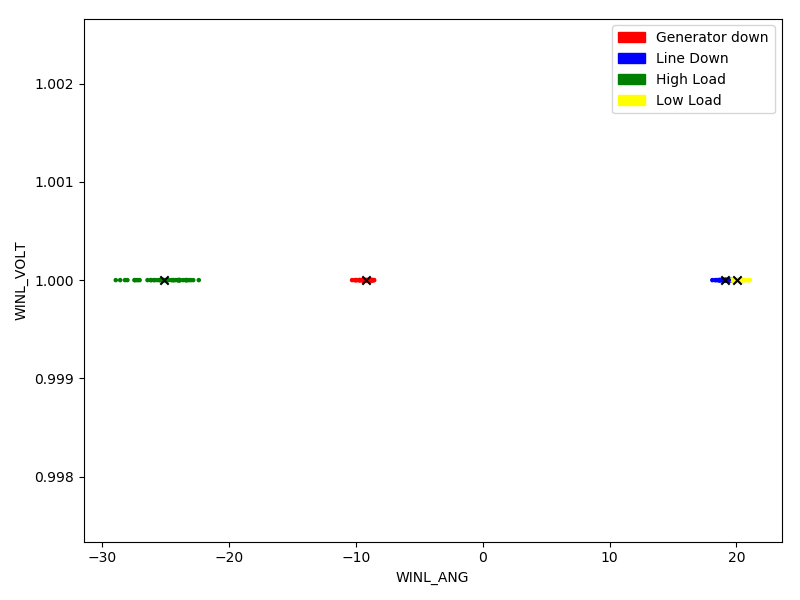 Generator down
Line Down
High Load
Low Load
1.002
1.001
1.000
0.999
0.998
WINL_VOLT
−30
−20
−10
0
10
20
WINL_ANG